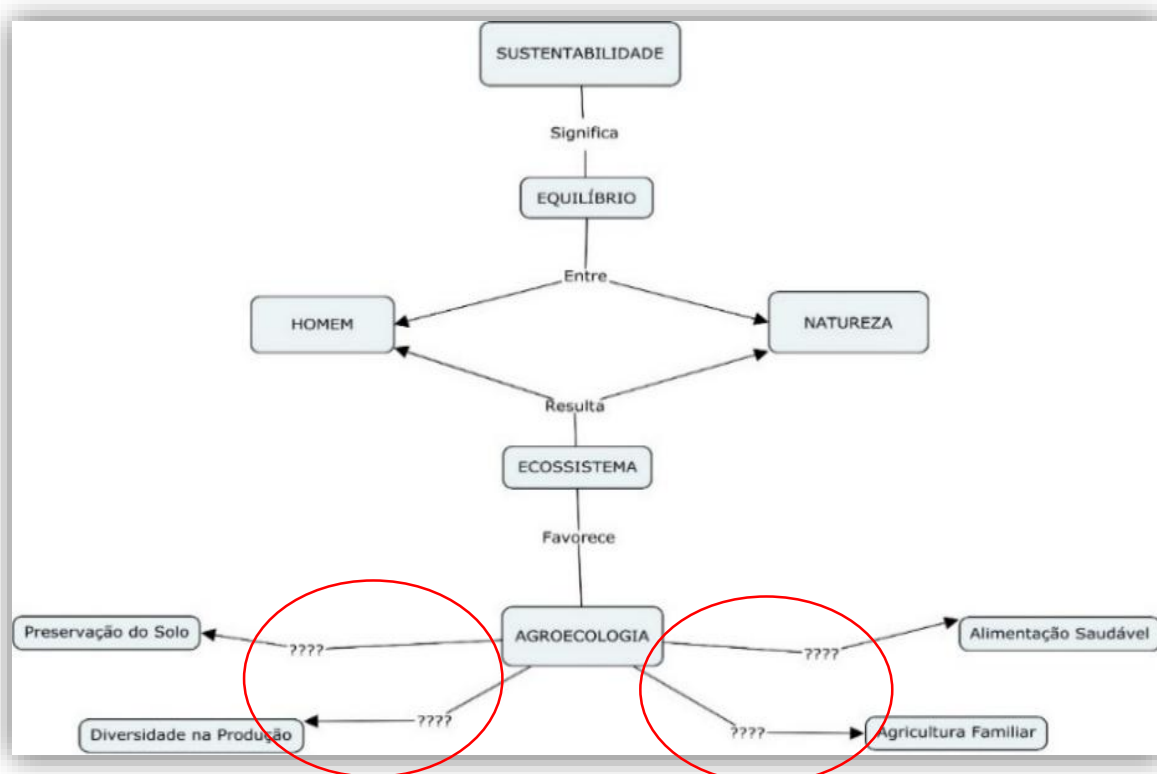 SUSTENTABILIDADE
Significa
EQUILÍBRIO
Entre
HOMEM
NATUREZA
Resulta
ECOSSISTEMA
Favorece
AGROECOLOGIA
Preservação do Solo
????
????
Alimentação Saudável
Diversidade na Produção
????
????
Agricultura Familiar